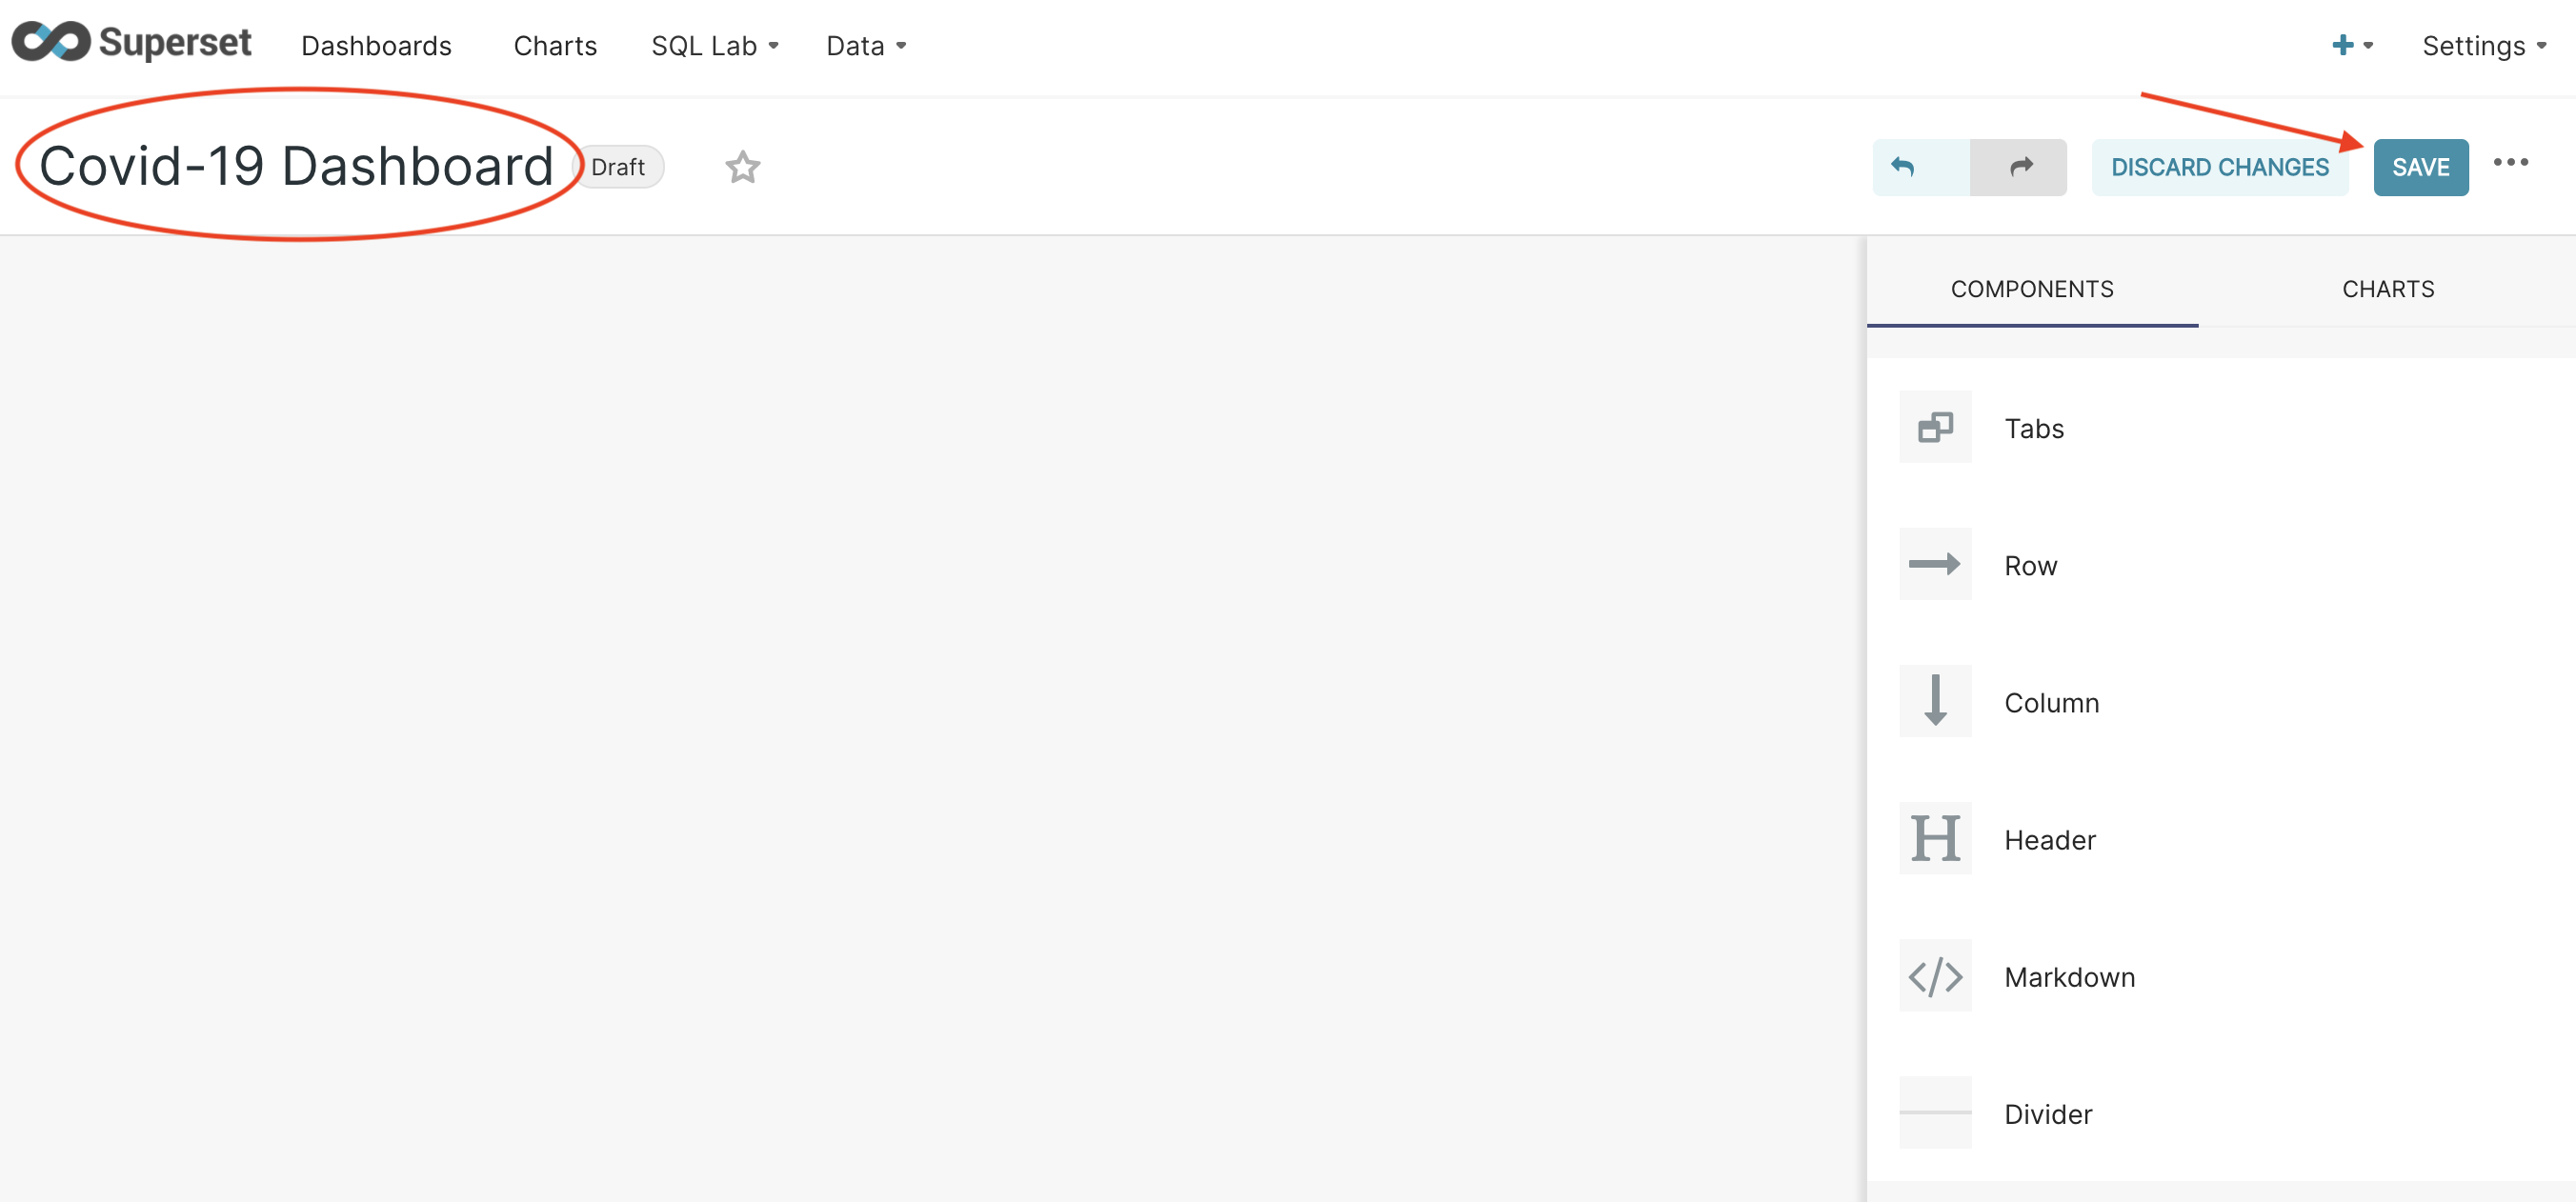 Superset Dashboards Charts SQL Lab Data Settings
Covid-19 Dashboard Draft DISCARD CHANGES SAVE
COMPONENTS CHARTS
Tabs
Row
Column
H Header
</> Markdown
Divider